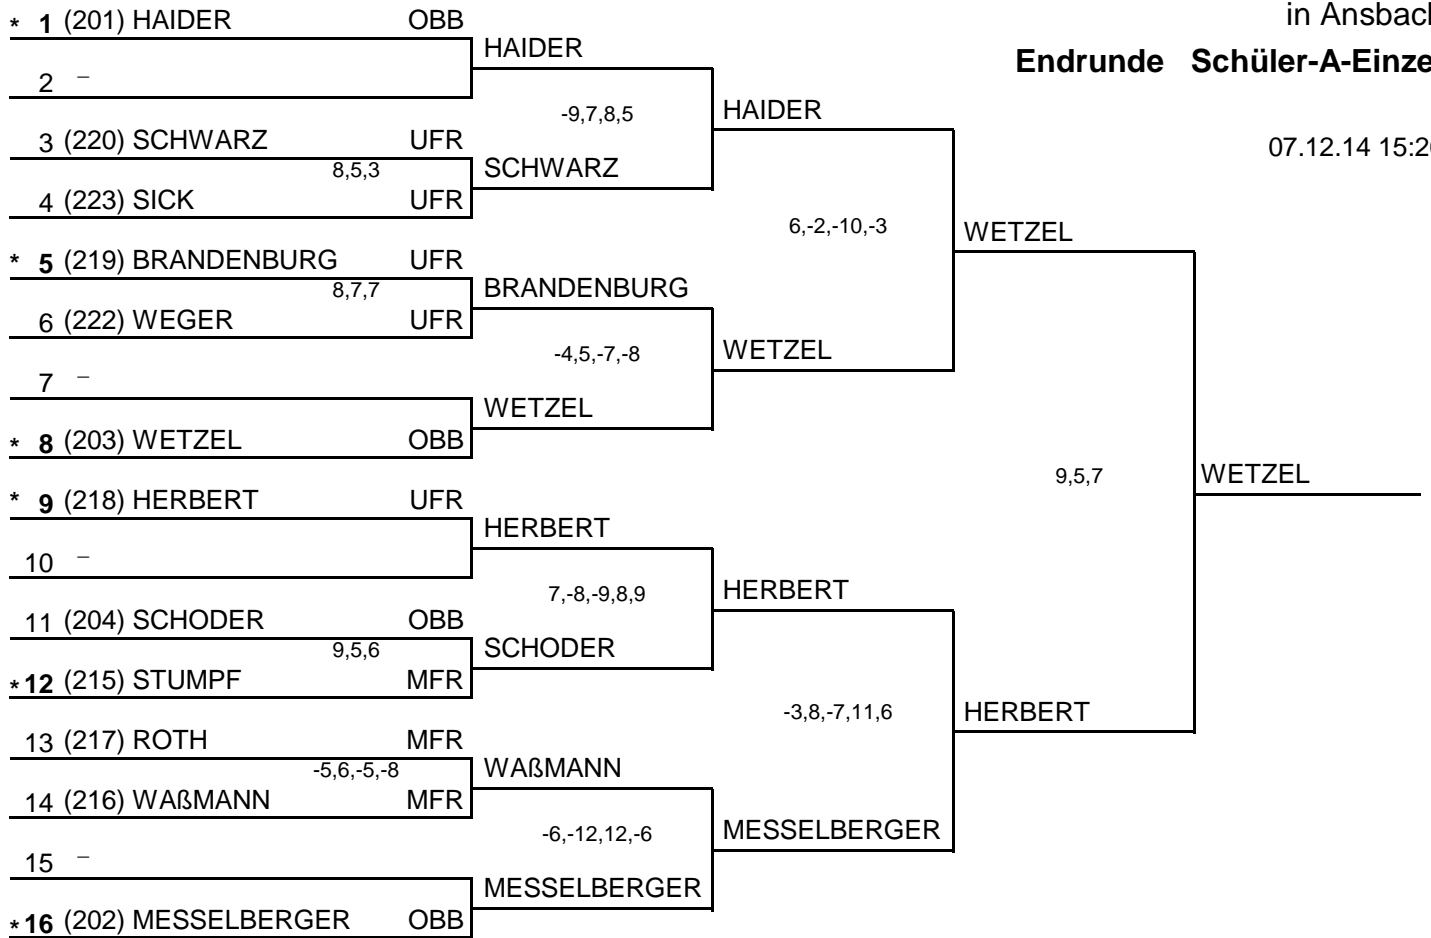 in Ansbach
Endrunde Schüler-A-Einze
07.12.14 15:20
* 1 (201) HAIDER OBB
HAIDER
2 –
-9,7,8,5
HAIDER
3 (220) SCHWARZ UFR
8,5,3
SCHWARZ
4 (223) SICK UFR
6,-2,-10,-3
WETZEL
* 5 (219) BRANDENBURG UFR
8,7,7
BRANDENBURG
6 (222) WEGER UFR
-4,5,-7,-8
WETZEL
7 –
WETZEL
* 8 (203) WETZEL OBB
9,5,7
WETZEL
* 9 (218) HERBERT UFR
HERBERT
10 –
7,-8,-9,8,9
HERBERT
11 (204) SCHODER OBB
9,5,6
SCHODER
* 12 (215) STUMPF MFR
-3,8,-7,11,6
HERBERT
13 (217) ROTH MFR
-5,6,-5,-8
WAßMANN
14 (216) WAßMANN MFR
-6,-12,12,-6
MESSELBERGER
15 –
MESSELBERGER
* 16 (202) MESSELBERGER OBB